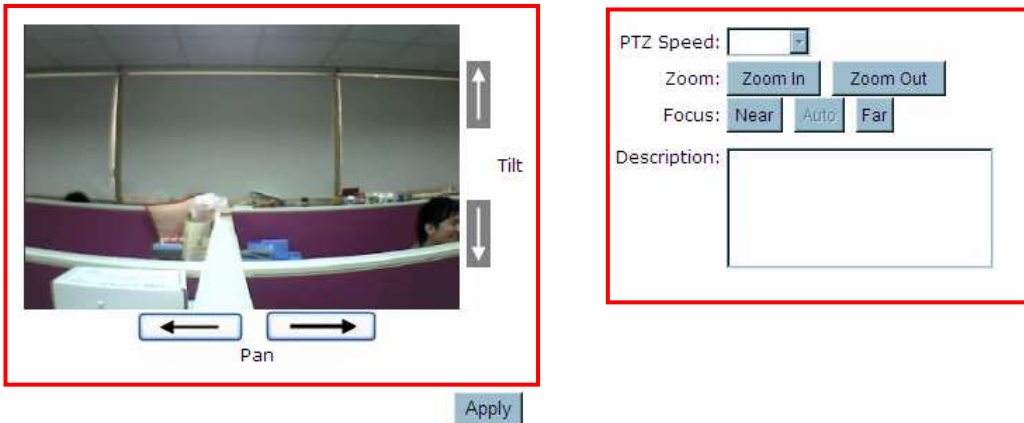 Tilt
Pan
Apply
PTZ Speed:
Zoom: Zoom In Zoom Out
Focus: Near Auto Far
Description: